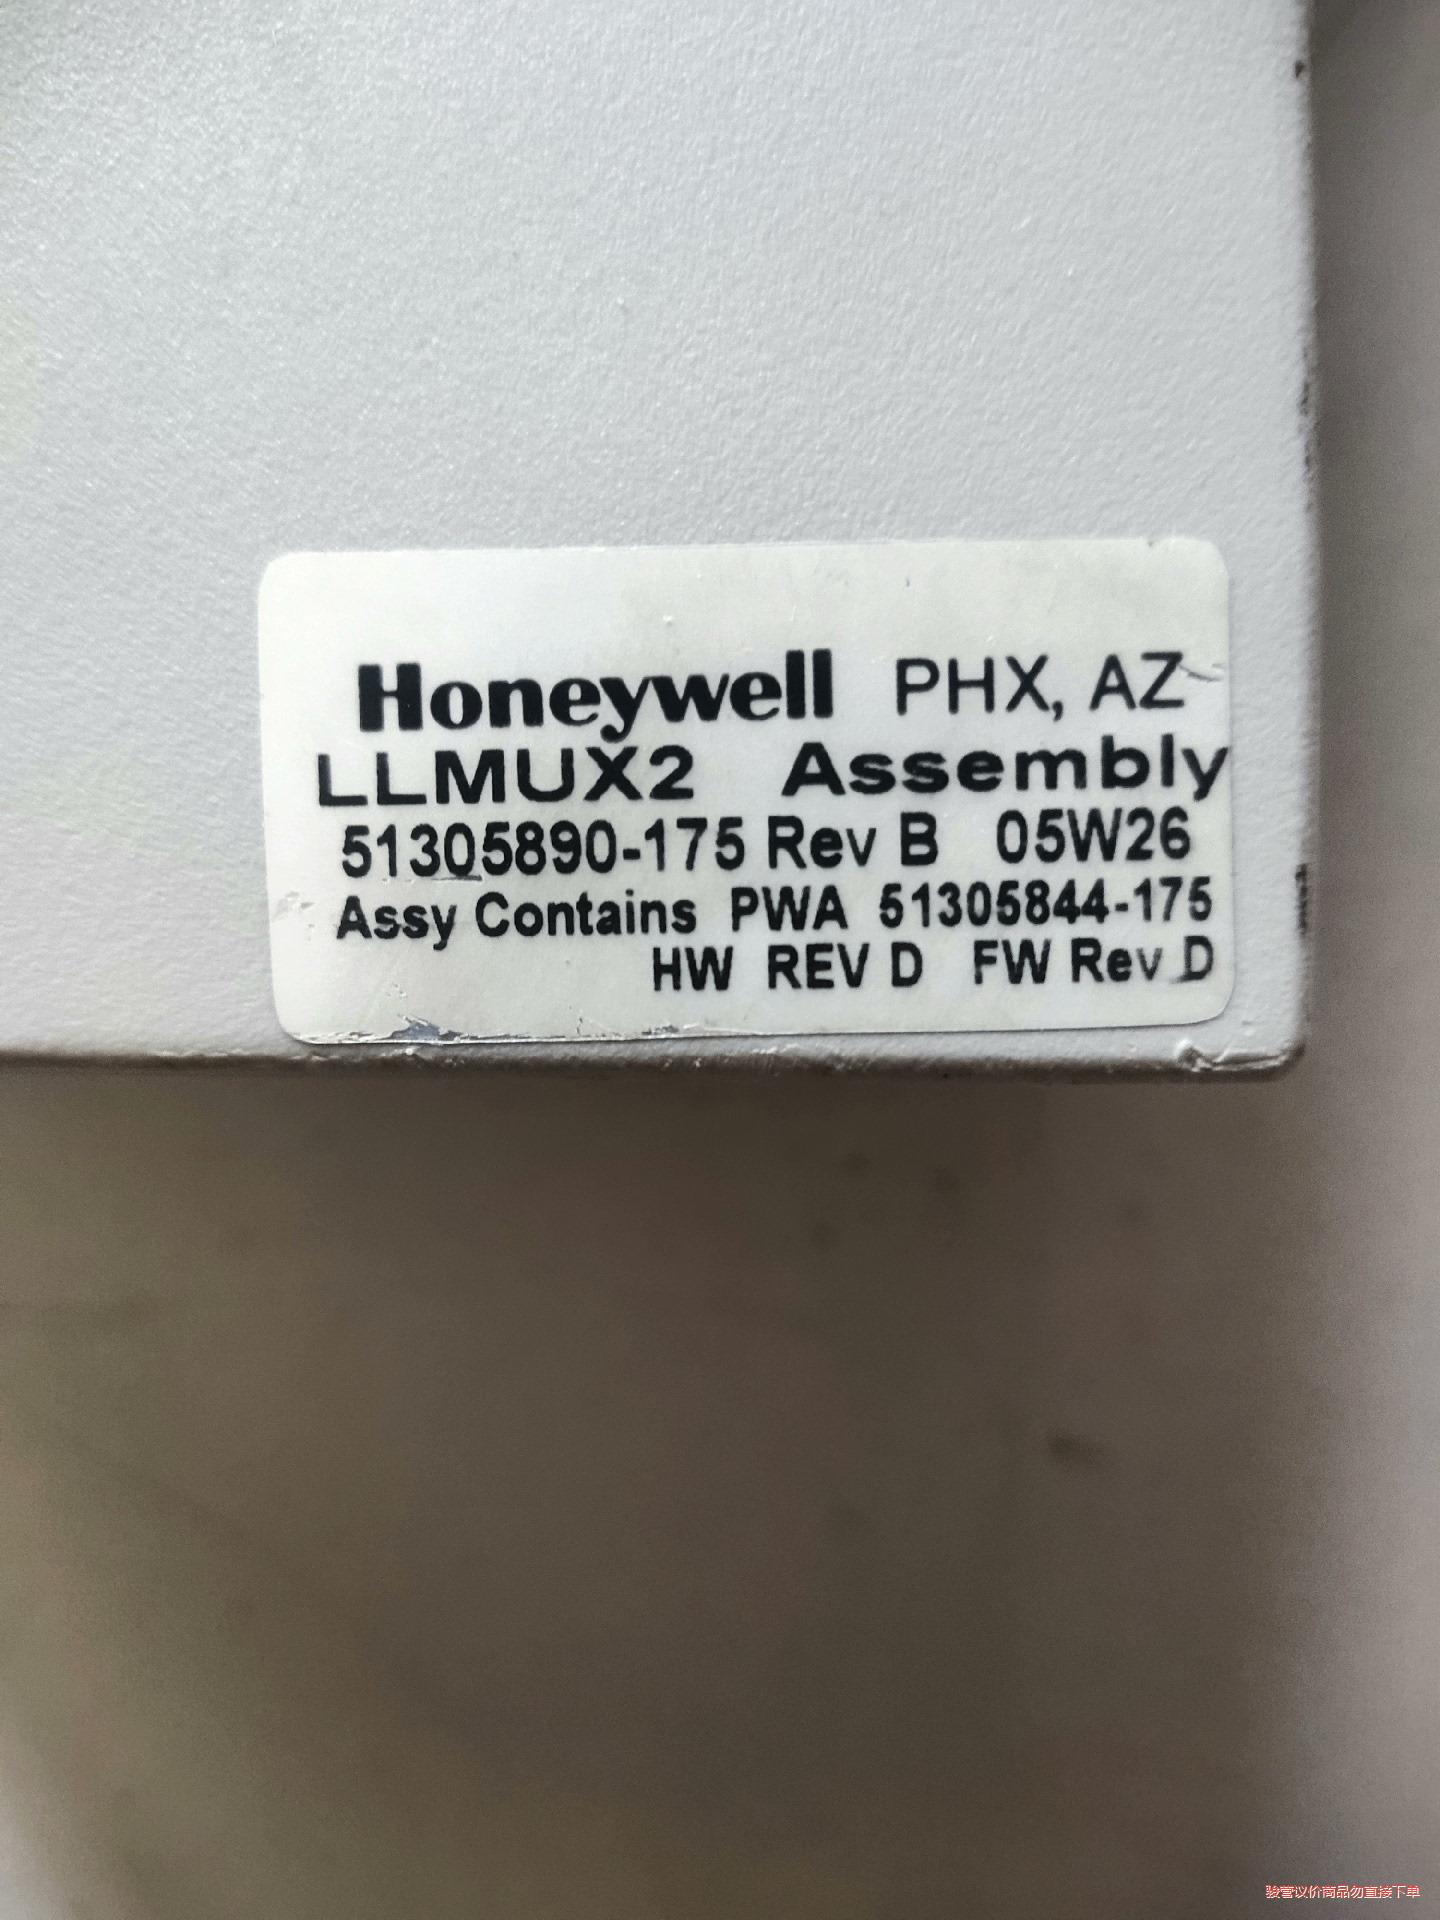 Honeywell PHX, AZ
LLMUX2 Assembly
51305890-175 Rev B 05W26
Assy Contains PWA 51305844-175
HW REV D FW Rev D
骏营议价商品勿直接下单